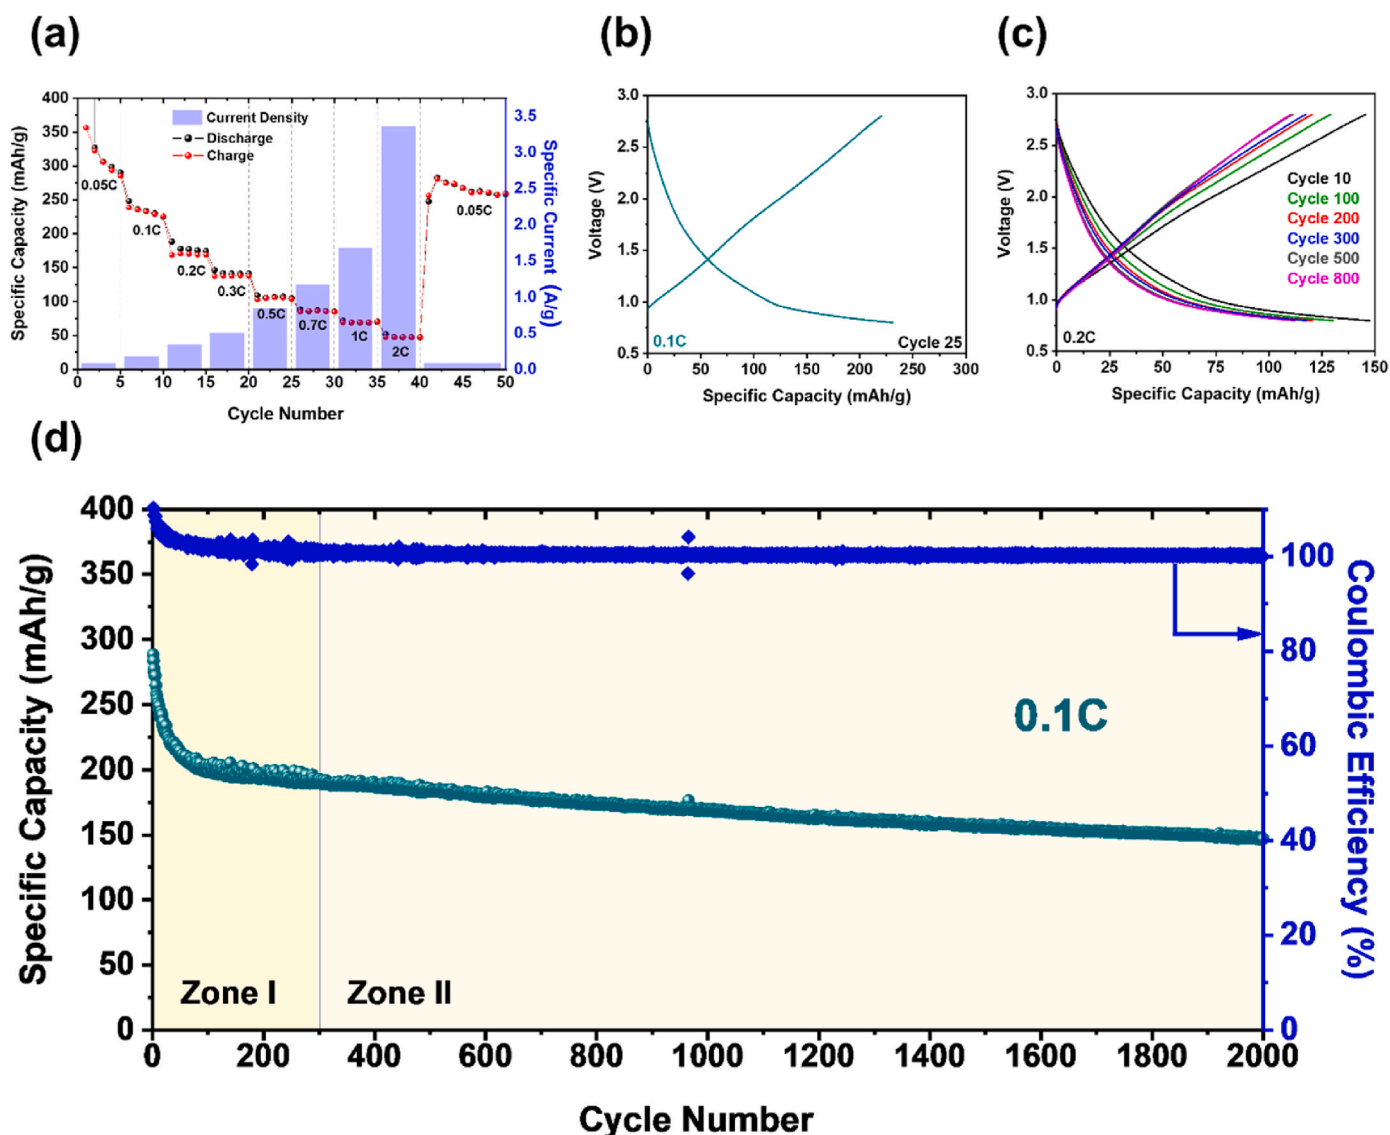 (a)
(b)
(c)
400
350
300
250
200
150
100
50
0
Specific Capacity (mAh/g)
Current Density
Discharge
Charge
0.05C
0.1C
0.2C
0.3C
0.5C
0.7C
1C
2C
0.05C
3.5
3.0
2.5
2.0
1.5
1.0
0.5
0.0
Specific Current (A/g)
0 5 10 15 20 25 30 35 40 45 50
Cycle Number
3.0
2.5
2.0
1.5
1.0
0.5
Voltage (V)
0.1C
Cycle 25
0 50 100 150 200 250 300
Specific Capacity (mAh/g)
3.0
2.5
2.0
1.5
1.0
0.5
Voltage (V)
Cycle 10
Cycle 100
Cycle 200
Cycle 300
Cycle 500
Cycle 800
0.2C
0 25 50 75 100 125 150
Specific Capacity (mAh/g)
(d)
400
350
300
250
200
150
100
50
0
Specific Capacity (mAh/g)
0.1C
Zone I
Zone II
100
80
60
40
20
0
Coulombic Efficiency (%)
0 200 400 600 800 1000 1200 1400 1600 1800 2000
Cycle Number